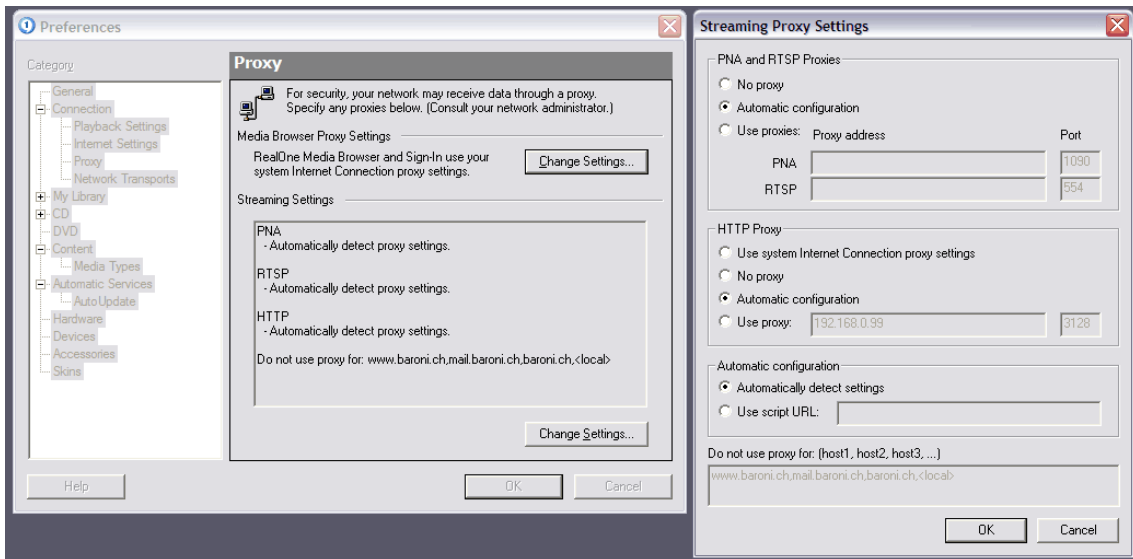 Preferences
Category
General
Connection
Playback Settings
Internet Settings
Proxy
Network Transports
My Library
CD
DVD
Content
Media Types
Automatic Services
AutoUpdate
Hardware
Devices
Accessories
Skins
Proxy
For security, your network may receive data through a proxy.
Specify any proxies below. (Consult your network administrator.)
Media Browser Proxy Settings
RealOne Media Browser and Sign-In use your
system Internet Connection proxy settings.
Change Settings...
Streaming Settings
PNA
- Automatically detect proxy settings.
RTSP
- Automatically detect proxy settings.
HTTP
- Automatically detect proxy settings.
Do not use proxy for: www.baroni.ch,mail.baroni.ch,baroni.ch,<local>
Change Settings...
Help
OK
Cancel
Streaming Proxy Settings
PNA and RTSP Proxies
No proxy
Automatic configuration
Use proxies: Proxy address Port
PNA 1090
RTSP 554
HTTP Proxy
Use system Internet Connection proxy settings
No proxy
Automatic configuration
Use proxy: 192.168.0.99 3128
Automatic configuration
Automatically detect settings
Use script URL:
Do not use proxy for: (host1, host2, host3, ...)
www.baroni.ch,mail.baroni.ch,baroni.ch,<local>
OK
Cancel